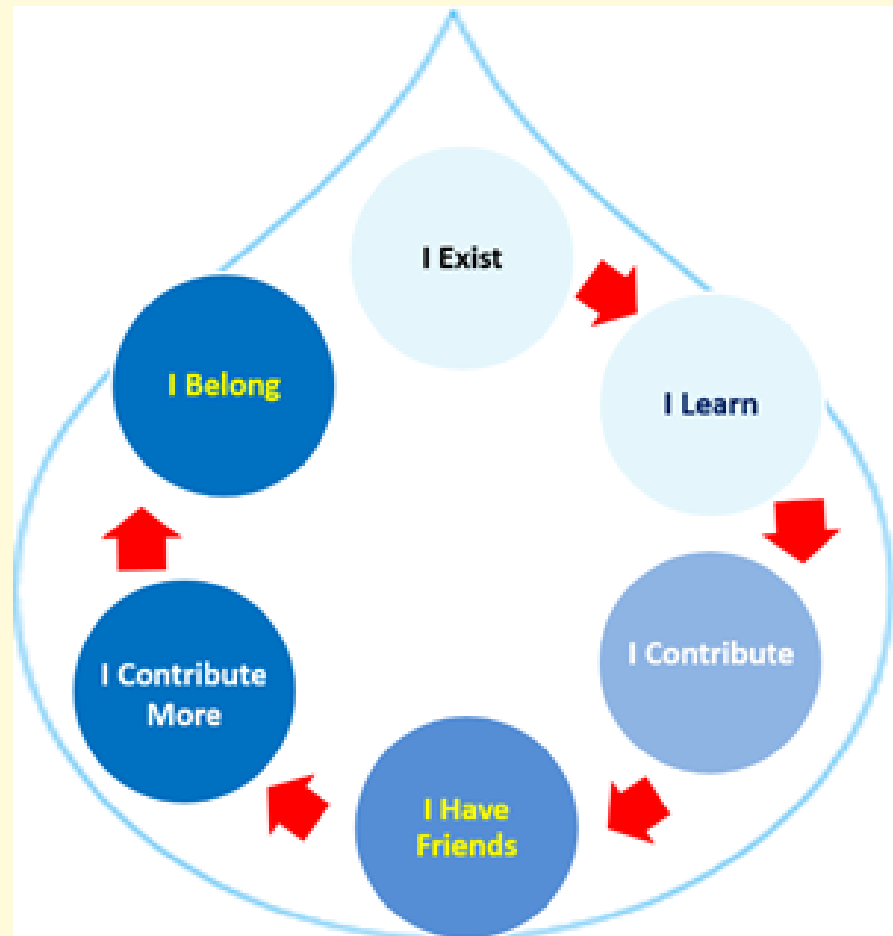 I Exist
I Learn
I Contribute
I Have
Friends
I Contribute
More
I Belong